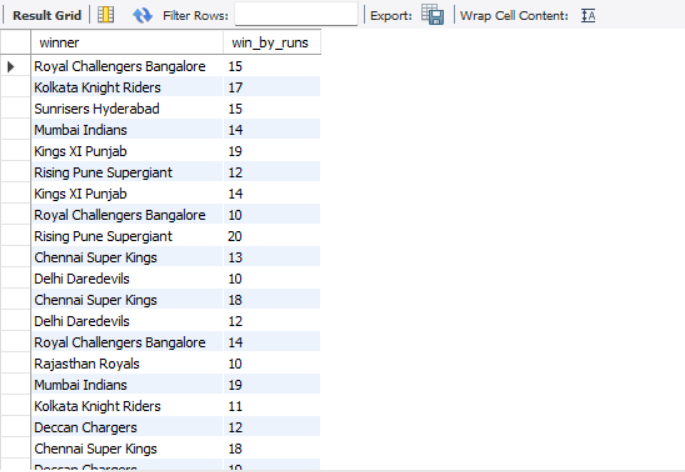 Result Grid Filter Rows: Export: Wrap Cell Content: IA
winner win_by_runs
Royal Challengers Bangalore 15
Kolkata Knight Riders 17
Sunrisers Hyderabad 15
Mumbai Indians 14
Kings XI Punjab 19
Rising Pune Supergiant 12
Kings XI Punjab 14
Royal Challengers Bangalore 10
Rising Pune Supergiant 20
Chennai Super Kings 13
Delhi Daredevils 10
Chennai Super Kings 18
Delhi Daredevils 12
Royal Challengers Bangalore 14
Rajasthan Royals 10
Mumbai Indians 19
Kolkata Knight Riders 11
Deccan Chargers 12
Chennai Super Kings 18
Deccan Chargers 10